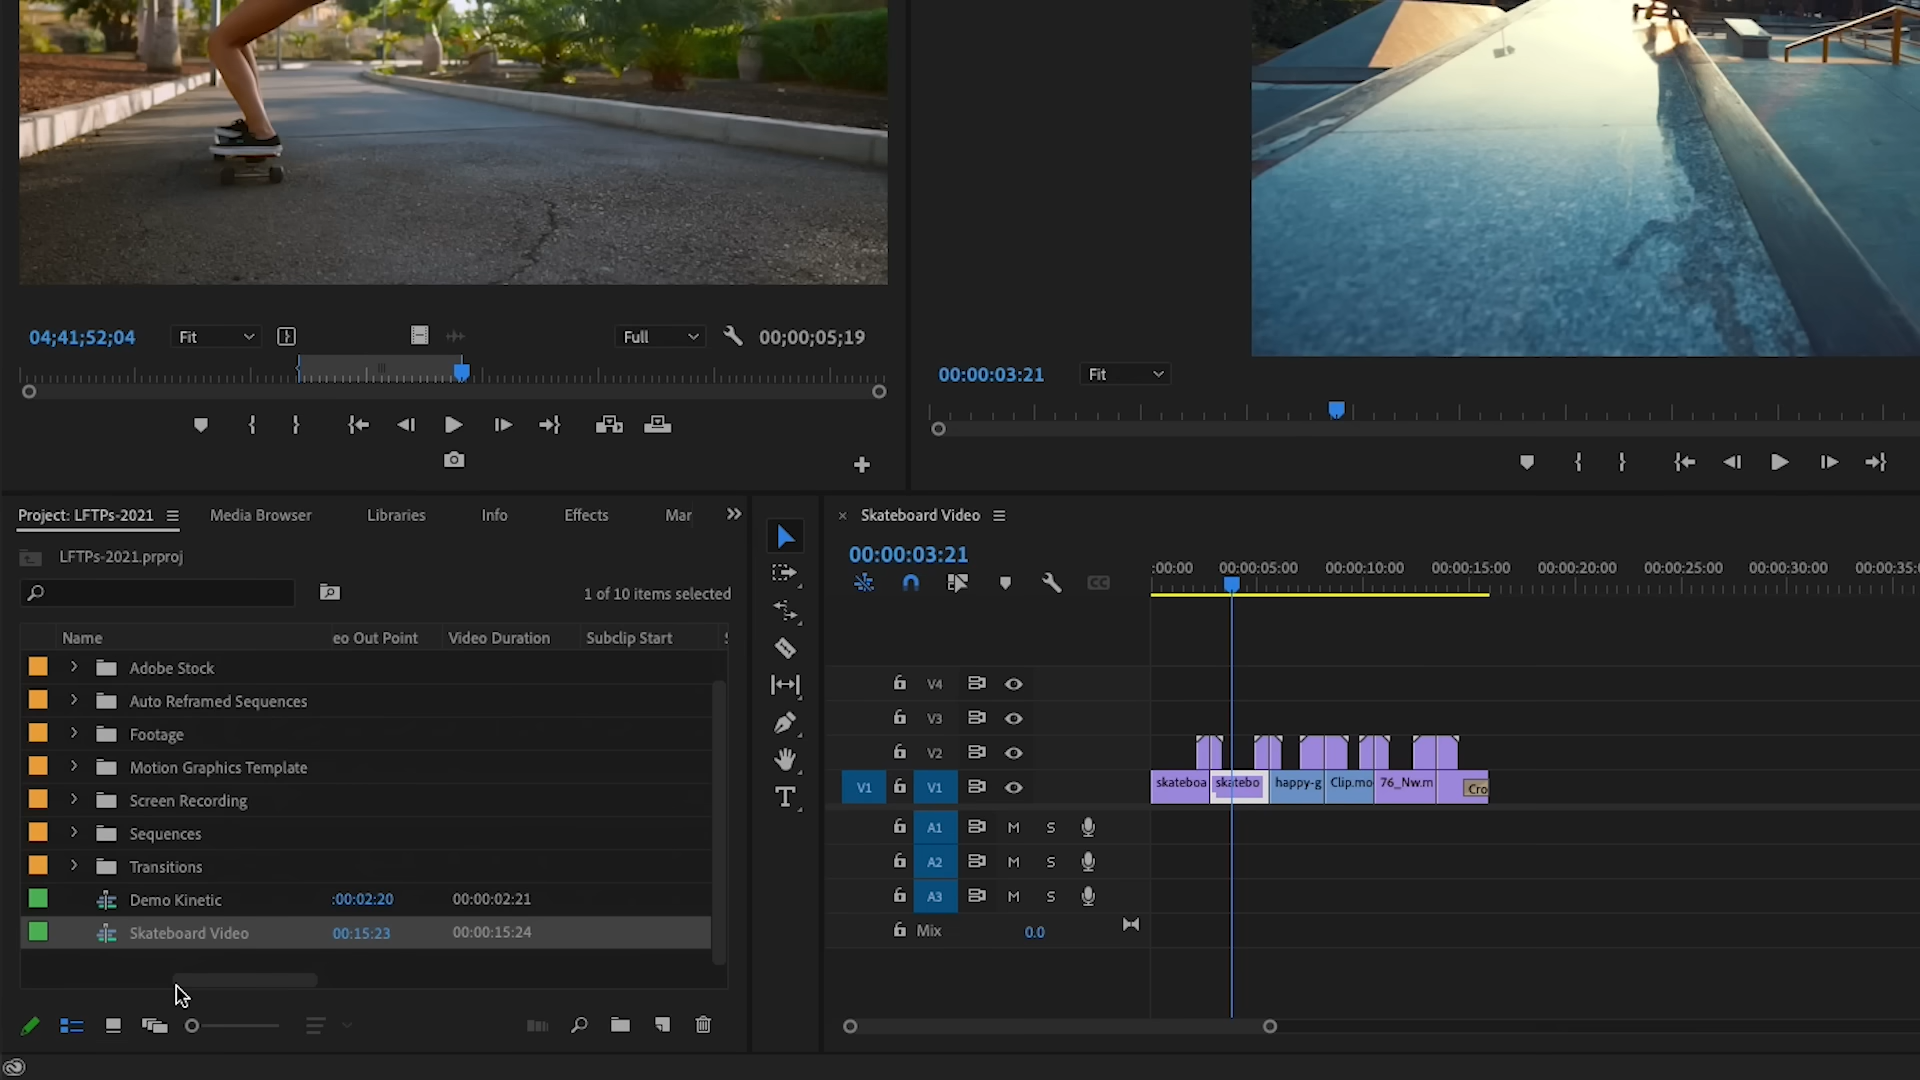 04;41;52;04
Fit
Full
00;00;05;19
00:00:03:21
Fit
Project: LFTPs-2021
Media Browser
Libraries
Info
Effects
Mar
LFTPs-2021.prproj
1 of 10 items selected
Name
eo Out Point
Video Duration
Subclip Start
Adobe Stock
Auto Reframed Sequences
Footage
Motion Graphics Template
Screen Recording
Sequences
Transitions
Demo Kinetic
:00:02:20
00:00:02:21
Skateboard Video
00:15:23
00:00:15:24
Skateboard Video
00:00:03:21
CC
:00:00
00:00:05:00
00:00:10:00
00:00:15:00
00:00:20:00
00:00:25:00
00:00:30:00
00:00:35:0
V4
V3
V2
V1
V1
skateboa
skatebo
happy-g
Clip.mo
76_Nw.m
Cro
A1
M
S
A2
M
S
A3
M
S
Mix
0.0